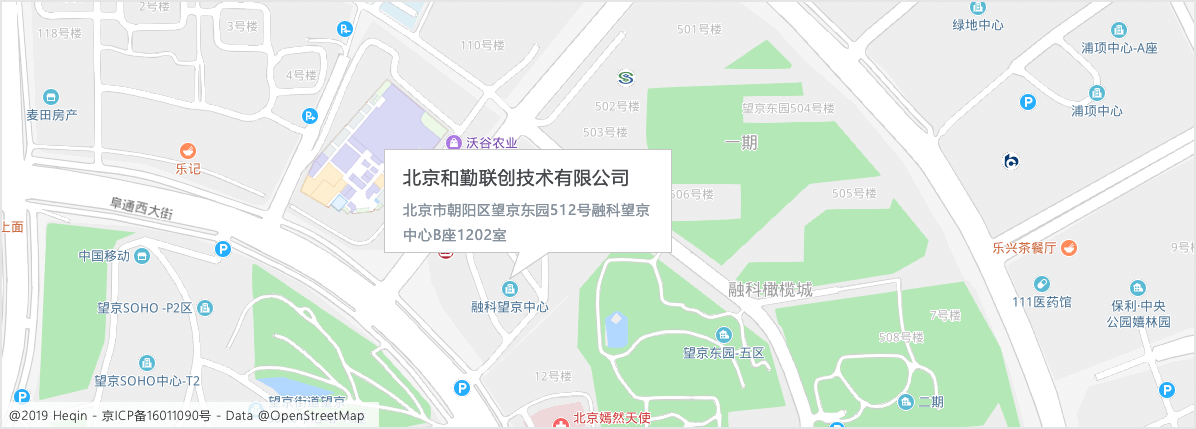 2号楼
118号楼
3号楼
110号楼
501号楼
绿地中心
浦项中心-A座
4号楼
麦田房产
502号楼
望京东园504号楼
浦项中心
503号楼
沃谷农业
一期
乐记
北京和勤联创技术有限公司
506号楼
505号楼
阜通西大街
北京市朝阳区望京东园512号融科望京
中心B座1202室
上面
中国移动
乐兴茶餐厅
9号楼
融科橄榄城
111医药馆
望京SOHO -P2区
融科望京中心
保利·中央
公园嬉林园
7号楼
508号楼
望京东园-五区
望京SOHO中心-T2
12号楼
望京街道望京
二期
北京嫣然天使
@2019 Heqin - 京ICP备16011090号 - Data @OpenStreetMap